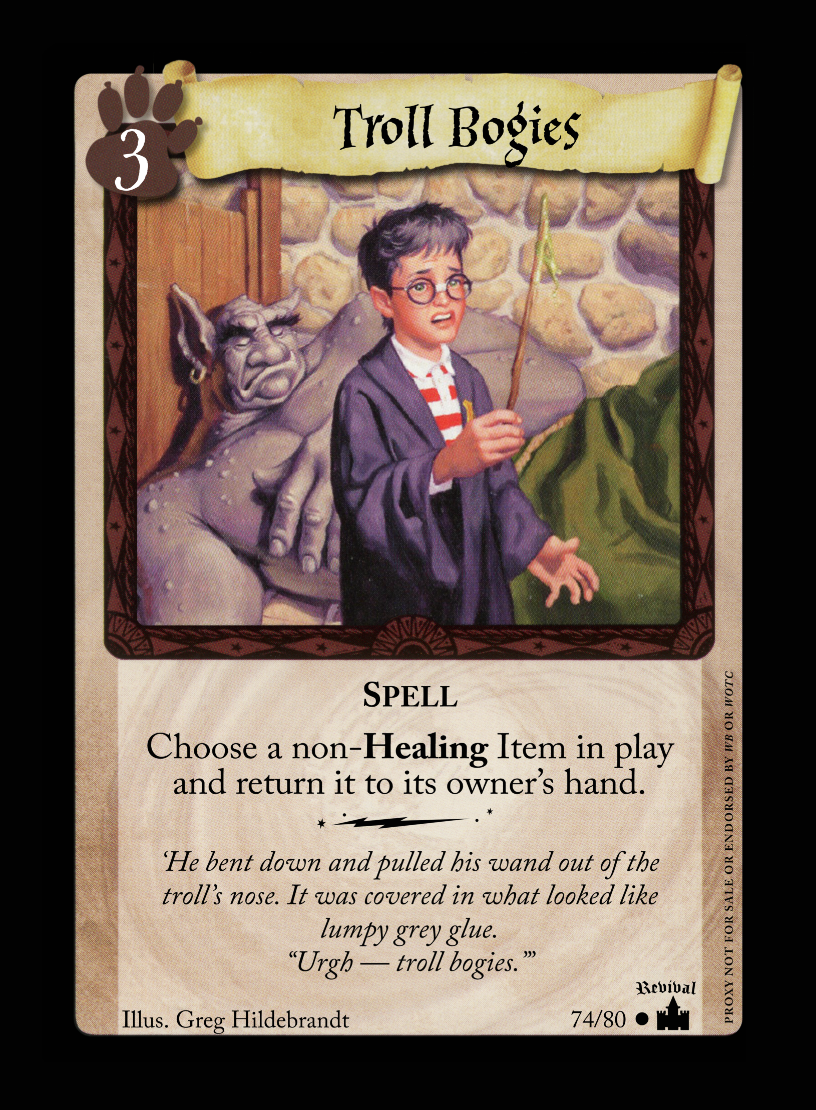 Troll Bogies
3
SPELL
Choose a non-Healing Item in play
and return it to its owner's hand.
‘He bent down and pulled his wand out of the
troll’s nose. It was covered in what looked like
lumpy grey glue.
“Urgh — troll bogies.”’
Revival
Illus. Greg Hildebrandt
74/80
PROXY NOT FOR SALE OR ENDORSED BY WB OR WOTC